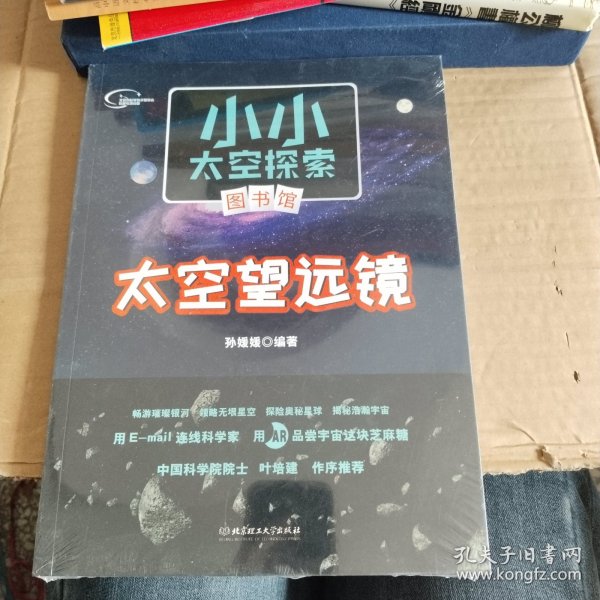 小小
太空探索
图书馆
太空望远镜
孙媛媛◎编著
畅游璀璨银河 领略无垠星空 探险奥秘星球 揭秘浩瀚宇宙
用E-mail连线科学家 用AR品尝宇宙这块芝麻糖
中国科学院院士 叶培建 作序推荐
北京理工大学出版社
BEIJING INSTITUTE OF TECHNOLOGY PRESS
孔夫子旧书网
www.kongfz.com